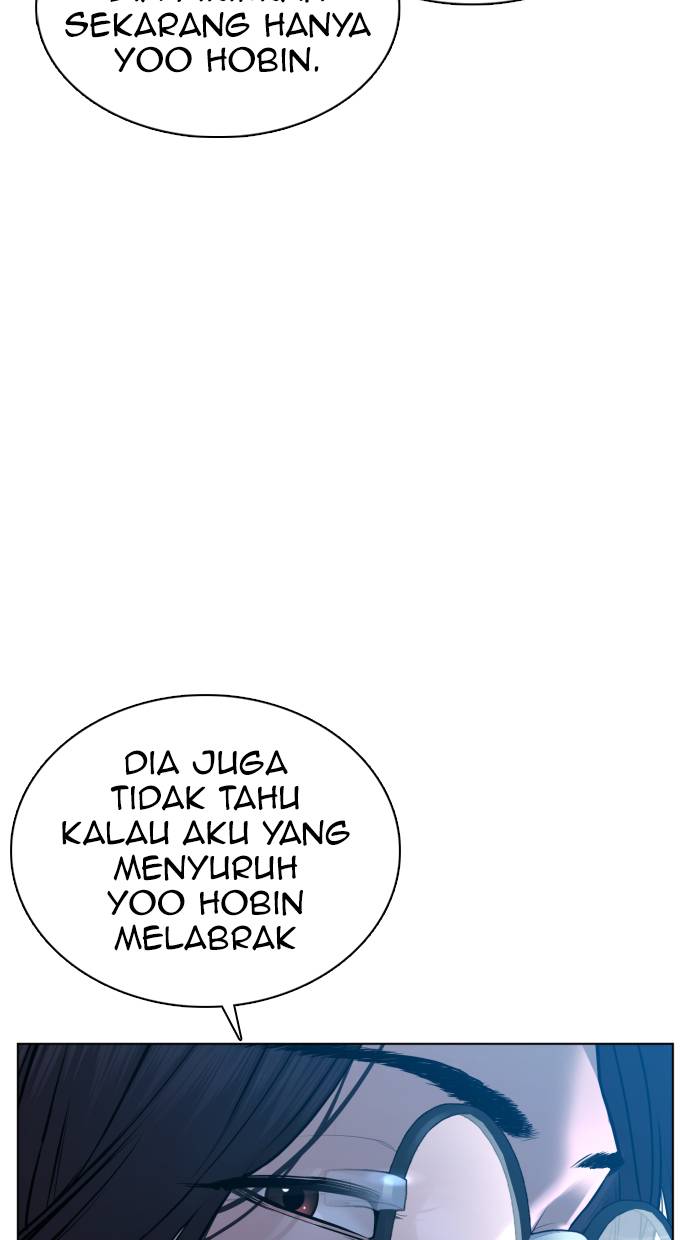 SEKARANG HANYA
YOO HOBIN.
DIA JUGA
TIDAK TAHU
KALAU AKU YANG
MENYURUH
YOO HOBIN
MELABRAK